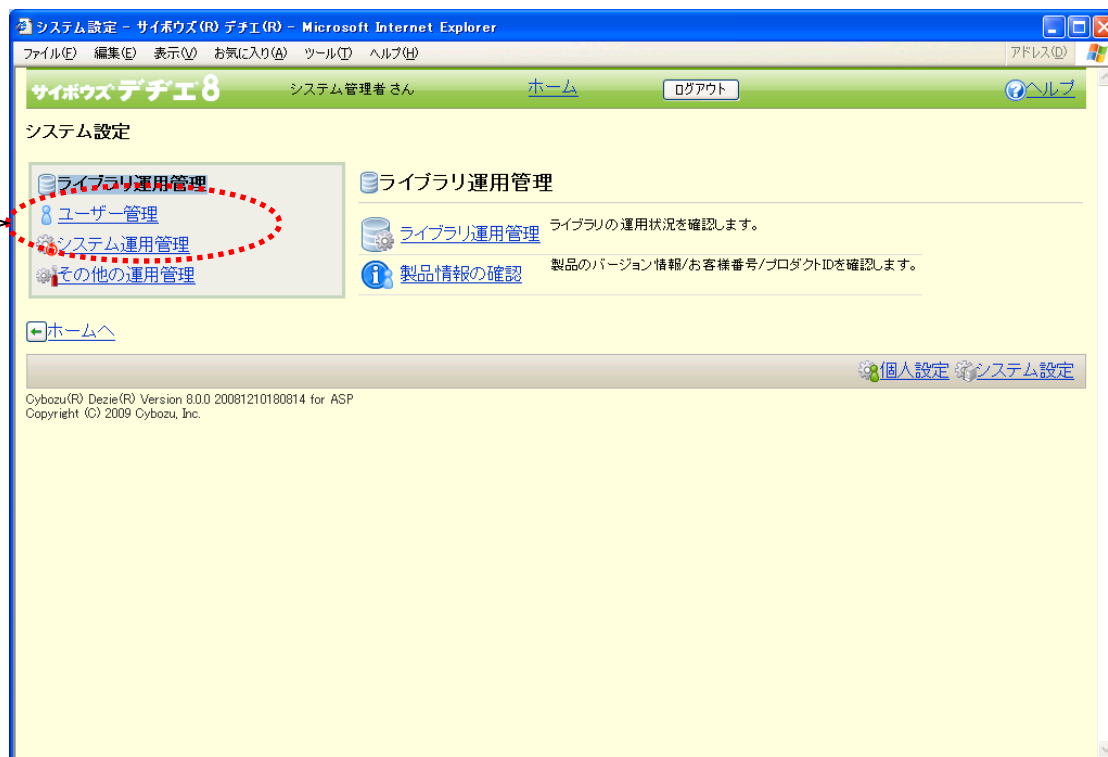 システム設定 - サイボウズ(R) デヂエ(R) - Microsoft Internet Explorer
ファイル(F) 編集(E) 表示(V) お気に入り(A) ツール(T) ヘルプ(H) アドレス(D)
サイボウズ デヂエ 8 システム管理者 さん ホーム ログアウト ヘルプ
システム設定
ライブラリ運用管理
ユーザー管理
システム運用管理
その他の運用管理
ライブラリ運用管理
ライブラリ運用管理 ライブラリの運用状況を確認します。
製品情報の確認 製品のバージョン情報/お客様番号/プロダクトIDを確認します。
ホームへ
個人設定 システム設定
Cybozu(R) Dezie(R) Version 8.0.0 20081210180814 for ASP
Copyright (C) 2009 Cybozu, Inc.